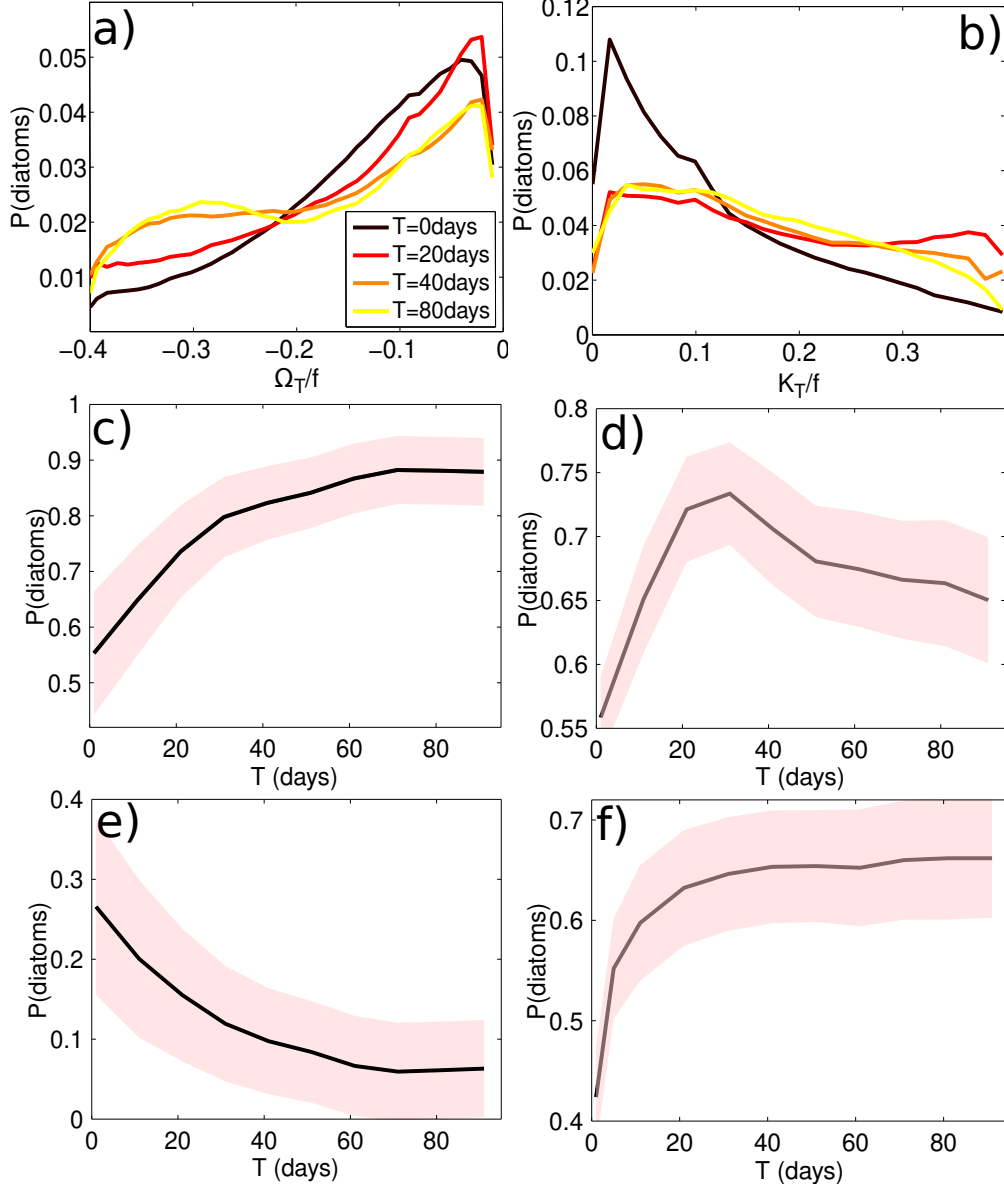 a)
P(diatoms)
0.05
0.04
0.03
0.02
0.01
−0.4
−0.3
−0.2
−0.1
0
Ω_T/f
T=0days
T=20days
T=40days
T=80days
b)
P(diatoms)
0.12
0.1
0.08
0.06
0.04
0.02
0
0
0.1
0.2
0.3
K_T/f
c)
P(diatoms)
1
0.9
0.8
0.7
0.6
0.5
0
20
40
60
80
T (days)
d)
P(diatoms)
0.8
0.75
0.7
0.65
0.6
0.55
0
20
40
60
80
T (days)
e)
P(diatoms)
0.4
0.3
0.2
0.1
0
0
20
40
60
80
T (days)
f)
P(diatoms)
0.7
0.6
0.5
0.4
0
20
40
60
80
T (days)